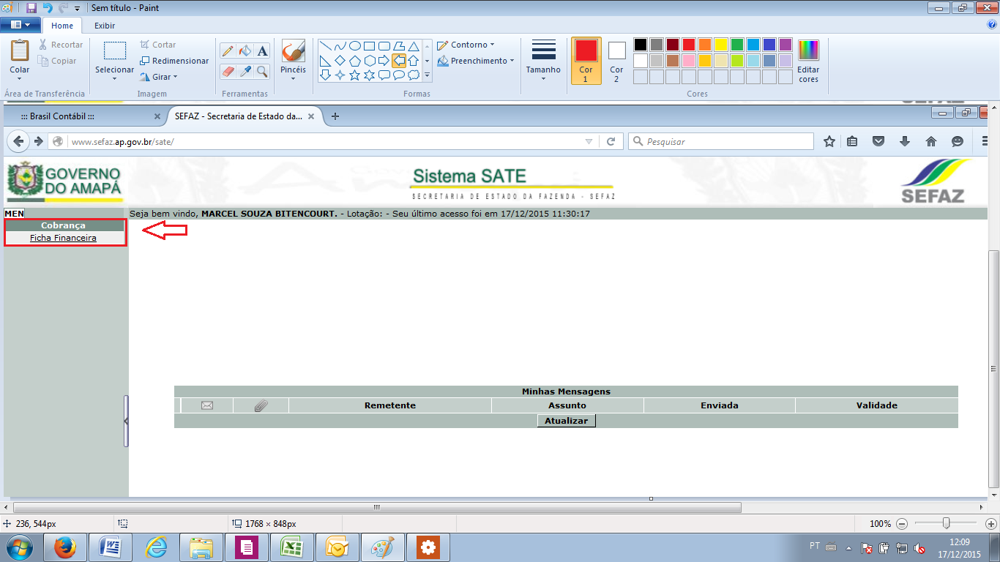 Sem título - Paint
Home Exibir
Colar
Recortar
Copiar
Área de Transferência
Selecionar
Cortar
Redimensionar
Girar
Imagem
A
Ferramentas
Pincéis
Contorno
Preenchimento
Formas
Tamanho
Cor 1
Cor 2
Editar cores
Cores
::: Brasil Contábil :::
SEFAZ - Secretaria de Estado da...
www.sefaz.ap.gov.br/sate/
Pesquisar
GOVERNO
DO AMAPÁ
Sistema SATE
SECRETARIA DE ESTADO DA FAZENDA - SEFAZ
SEFAZ
MEN
Seja bem vindo, MARCEL SOUZA BITENCOURT. - Lotação: - Seu último acesso foi em 17/12/2015 11:30:17
Cobrança
Ficha Financeira
Minhas Mensagens
Remetente Assunto Enviada Validade
Atualizar
236, 544px
1768 × 848px
100%
PT
12:09
17/12/2015